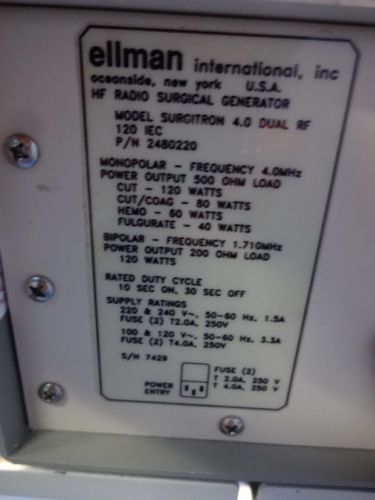 ellman international, inc
oceanside, new york U.S.A.
HF RADIO SURGICAL GENERATOR
MODEL SURGITRON 4.0 DUAL RF
120 IEC
P/N 2480220
MONOPOLAR - FREQUENCY 4.0MHz
POWER OUTPUT 500 OHM LOAD
CUT - 120 WATTS
CUT/COAG - 80 WATTS
HEMO - 60 WATTS
FULGURATE - 40 WATTS
BIPOLAR - FREQUENCY 1.710MHz
POWER OUTPUT 200 OHM LOAD
120 WATTS
RATED DUTY CYCLE
10 SEC ON, 30 SEC OFF
SUPPLY RATINGS
220 & 240 V~, 50-60 Hz, 1.5A
FUSE (2) T2.0A, 250V
100 & 120 V~, 50-60 Hz, 3.3A
FUSE (2) T4.0A, 250V
S/N 7429
POWER ENTRY
FUSE (2)
T 2.0A, 250 V
T 4.0A, 250 V